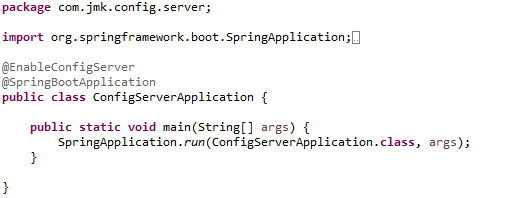 package com.jmk.config.server;
import org.springframework.boot.SpringApplication;
@EnableConfigServer
@SpringBootApplication
public class ConfigServerApplication {
public static void main(String[] args) {
SpringApplication.run(ConfigServerApplication.class, args);
}
}